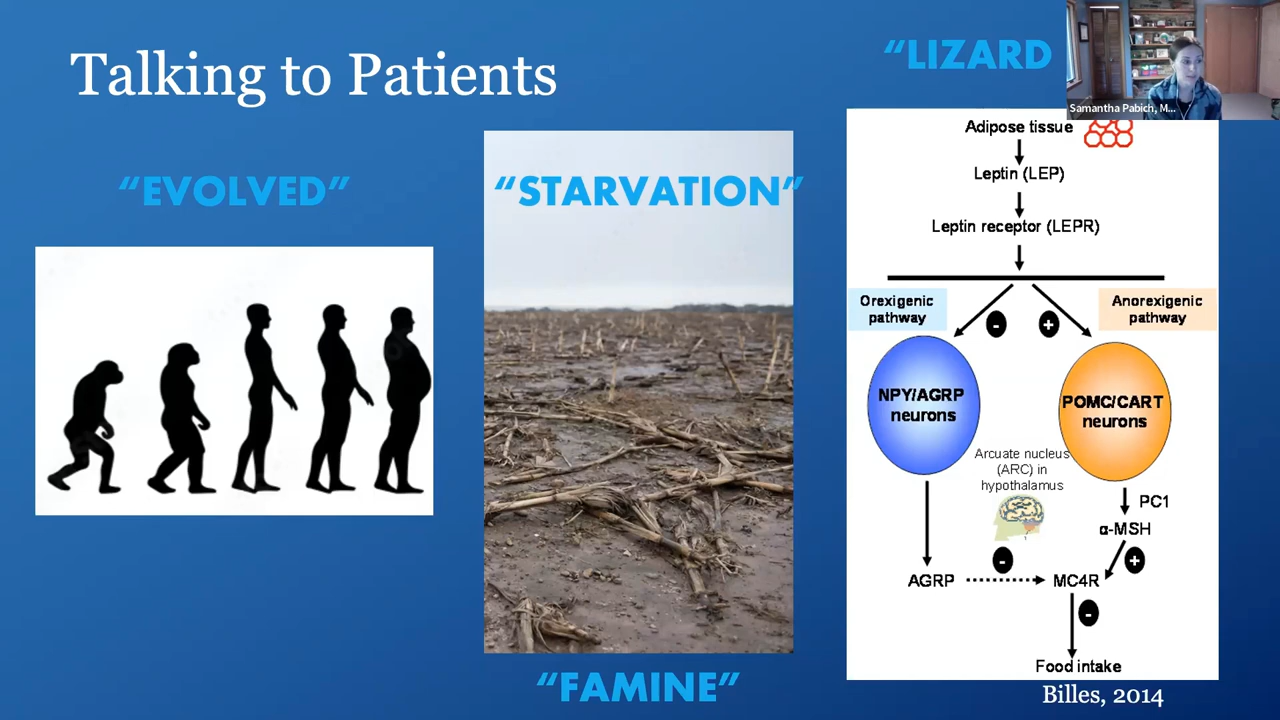 Talking to Patients
“EVOLVED”
“STARVATION”
“FAMINE”
“LIZARD
Samantha Pabich, M...
Adipose tissue
Leptin (LEP)
Leptin receptor (LEPR)
Orexigenic
pathway
-
+
Anorexigenic
pathway
NPY/AGRP
neurons
POMC/CART
neurons
Arcuate nucleus
(ARC) in
hypothalamus
PC1
α-MSH
-
+
AGRP
MC4R
-
Food intake
Billes, 2014